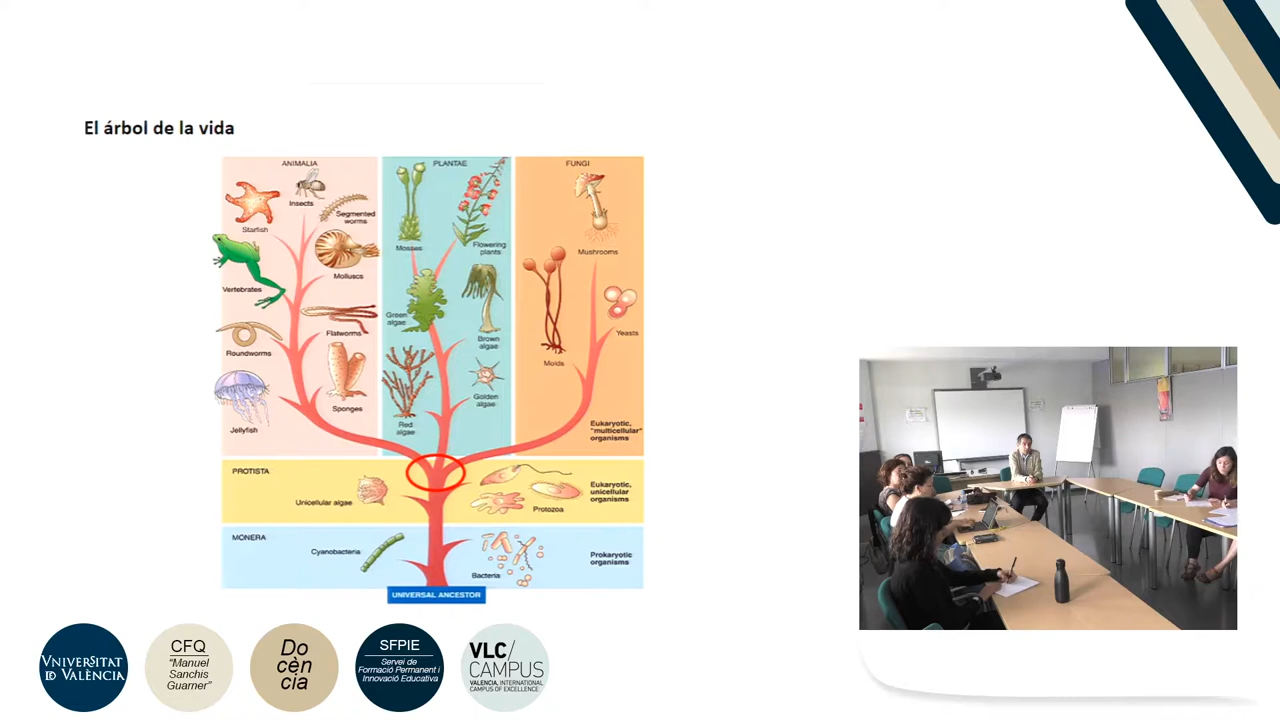 El árbol de la vida
ANIMALIA
PLANTAE
FUNGI
Insects
Segmented
worms
Starfish
Molluscs
Vertebrates
Flatworms
Roundworms
Sponges
Jellyfish
Mosses
Flowering
plants
Green
algae
Brown
algae
Golden
algae
Red
algae
Mushrooms
Yeasts
Molds
Eukaryotic,
"multicellular"
organisms
PROTISTA
Unicellular algae
Protozoa
Eukaryotic,
unicellular
organisms
MONERA
Cyanobacteria
Bacteria
Prokaryotic
organisms
UNIVERSAL ANCESTOR
VNIVERSITAT
ID VALÈNCIA
CFQ
"Manuel
Sanchis
Guarner"
Do
cèn
cia
SFPIE
Servei de
Formació Permanent i
Innovació Educativa
VLC/
CAMPUS
VALENCIA, INTERNATIONAL
CAMPUS OF EXCELLENCE